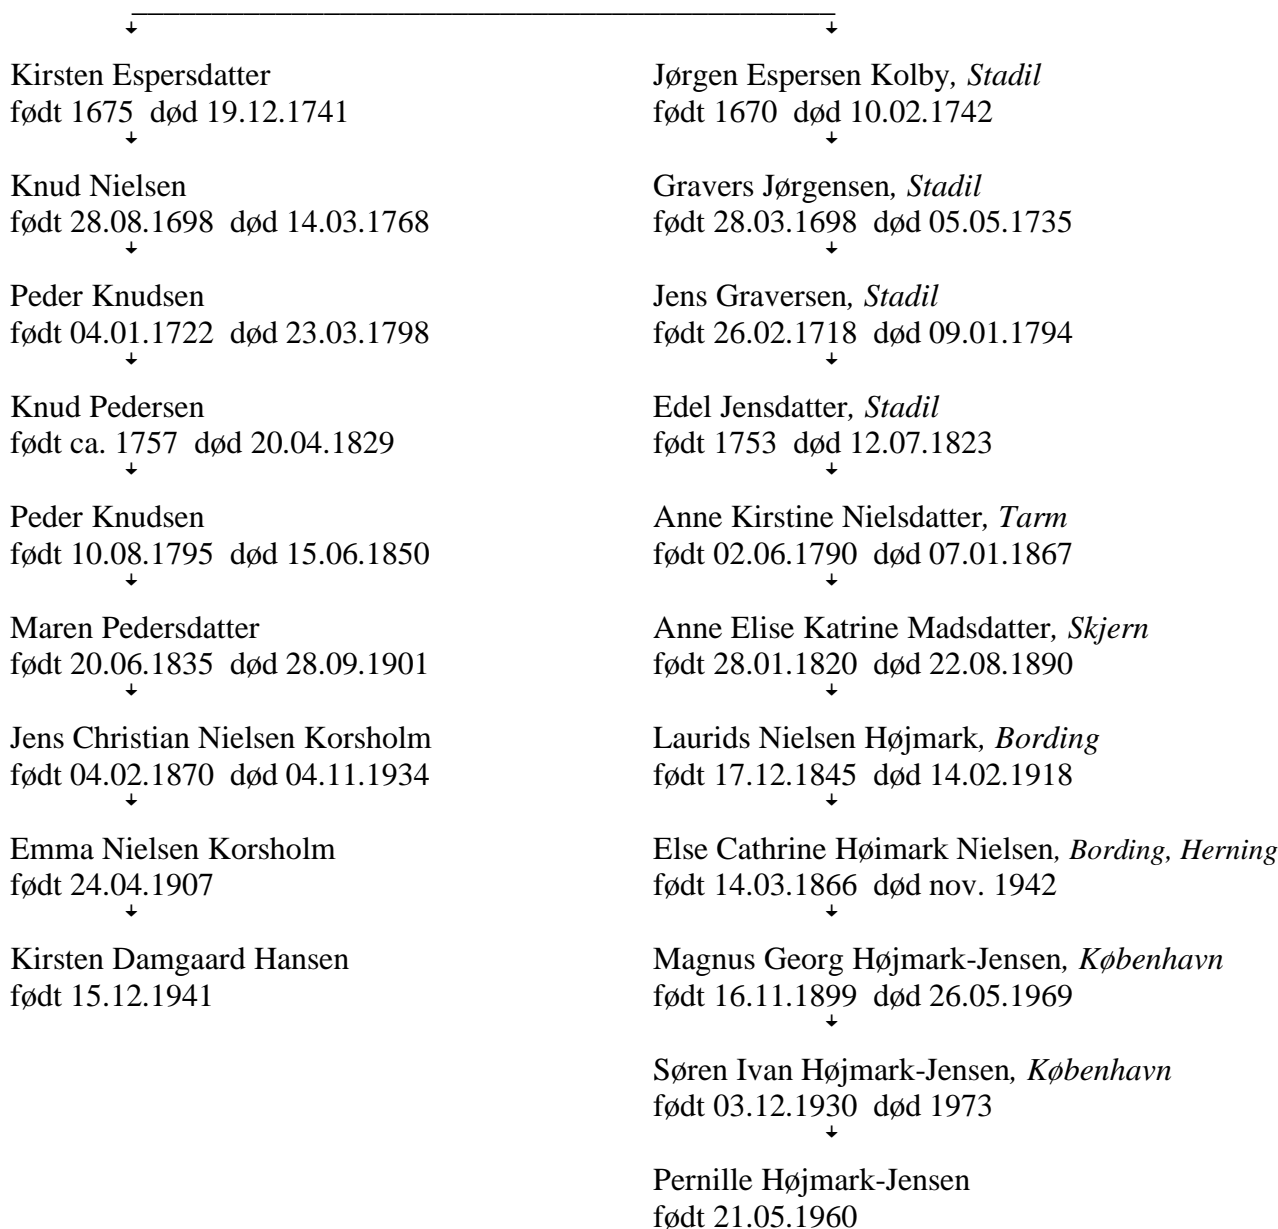 Kirsten Espersdatter
født 1675 død 19.12.1741
Knud Nielsen
født 28.08.1698 død 14.03.1768
Peder Knudsen
født 04.01.1722 død 23.03.1798
Knud Pedersen
født ca. 1757 død 20.04.1829
Peder Knudsen
født 10.08.1795 død 15.06.1850
Maren Pedersdatter
født 20.06.1835 død 28.09.1901
Jens Christian Nielsen Korsholm
født 04.02.1870 død 04.11.1934
Emma Nielsen Korsholm
født 24.04.1907
Kirsten Damgaard Hansen
født 15.12.1941
Jørgen Espersen Kolby, Stadil
født 1670 død 10.02.1742
Gravers Jørgensen, Stadil
født 28.03.1698 død 05.05.1735
Jens Graversen, Stadil
født 26.02.1718 død 09.01.1794
Edel Jensdatter, Stadil
født 1753 død 12.07.1823
Anne Kirstine Nielsdatter, Tarm
født 02.06.1790 død 07.01.1867
Anne Elise Katrine Madsdatter, Skjern
født 28.01.1820 død 22.08.1890
Laurids Nielsen Højmark, Bording
født 17.12.1845 død 14.02.1918
Else Cathrine Høimark Nielsen, Bording, Herning
født 14.03.1866 død nov. 1942
Magnus Georg Højmark-Jensen, København
født 16.11.1899 død 26.05.1969
Søren Ivan Højmark-Jensen, København
født 03.12.1930 død 1973
Pernille Højmark-Jensen
født 21.05.1960